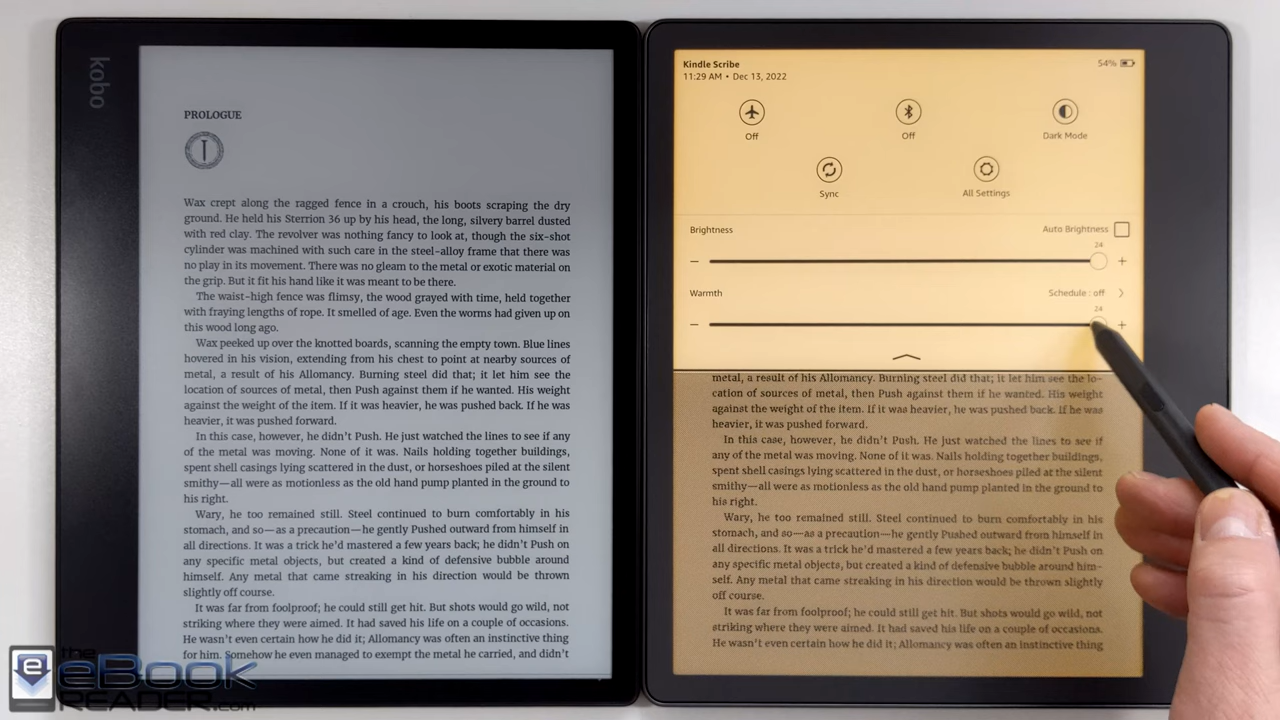 kobo
PROLOGUE
Wax crept along the ragged fence in a crouch, his boots scraping the dry
ground. He held his Sterrion 36 up by his head, the long, silvery barrel dusted
with red clay. The revolver was nothing fancy to look at, though the six-shot
cylinder was machined with such care in the steel-alloy frame that there was
no play in its movement. There was no gleam to the metal or exotic material on
the grip. But it fit his hand like it was meant to be there.
The waist-high fence was flimsy, the wood grayed with time, held together
with fraying lengths of rope. It smelled of age. Even the worms had given up on
this wood long ago.
Wax peeked up over the knotted boards, scanning the empty town. Blue lines
hovered in his vision, extending from his chest to point at nearby sources of
metal, a result of his Allomancy. Burning steel did that; it let him see the
location of sources of metal, then Push against them if he wanted. His weight
against the weight of the item. If it was heavier, he was pushed back. If he was
heavier, it was pushed forward.
In this case, however, he didn't Push. He just watched the lines to see if any
of the metal was moving. None of it was. Nails holding together buildings,
spent shell casings lying scattered in the dust, or horseshoes piled at the silent
smithy—all were as motionless as the old hand pump planted in the ground to
his right.
Wary, he too remained still. Steel continued to burn comfortably in his
stomach, and so—as a precaution—he gently Pushed outward from himself in
all directions. It was a trick he'd mastered a few years back; he didn't Push on
any specific metal objects, but created a kind of defensive bubble around
himself. Any metal that came streaking in his direction would be thrown
slightly off course.
It was far from foolproof; he could still get hit. But shots would go wild, not
striking where they were aimed. It had saved his life on a couple of occasions.
He wasn't even certain how he did it; Allomancy was often an instinctive thing
for him. Somehow he even managed to exempt the metal he carried, and didn't
Kindle Scribe
11:29 AM • Dec 13, 2022
54%
Off
Off
Dark Mode
Sync
All Settings
Brightness
Auto Brightness
24
− +
Warmth
Schedule : off
24
− +
metal, a result of his Allomancy. Burning steel did that; it let him see the lo-
cation of sources of metal, then Push against them if he wanted. His weight
against the weight of the item. If it was heavier, he was pushed back. If he was
heavier, it was pushed forward.
In this case, however, he didn't Push. He just watched the lines to see if
any of the metal was moving. None of it was. Nails holding together buildings,
spent shell casings lying scattered in the dust, or horseshoes piled at the silent
smithy—all were as motionless as the old hand pump planted in the ground to
his right.
Wary, he too remained still. Steel continued to burn comfortably in his
stomach, and so—as a precaution—he gently Pushed outward from himself in
all directions. It was a trick he'd mastered a few years back; he didn't Push on
any specific metal objects, but created a kind of defensive bubble around him-
self. Any metal that came streaking in his direction would be thrown slightly
off course.
It was far from foolproof; he could still get hit. But shots would go wild, not
striking where they were aimed. It had saved his life on a couple of occasions.
He wasn't even certain how he did it; Allomancy was often an instinctive thing
the
eBook
READER.com